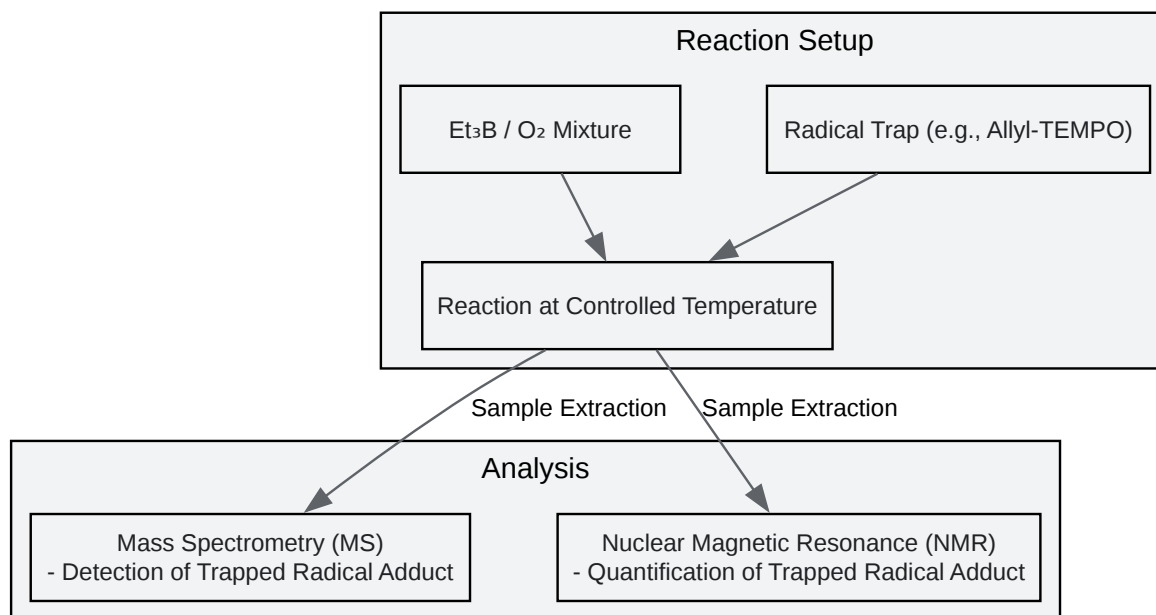 Reaction Setup
Et₃B / O₂ Mixture
Radical Trap (e.g., Allyl-TEMPO)
Reaction at Controlled Temperature
Sample Extraction
Sample Extraction
Analysis
Mass Spectrometry (MS)
- Detection of Trapped Radical Adduct
Nuclear Magnetic Resonance (NMR)
- Quantification of Trapped Radical Adduct